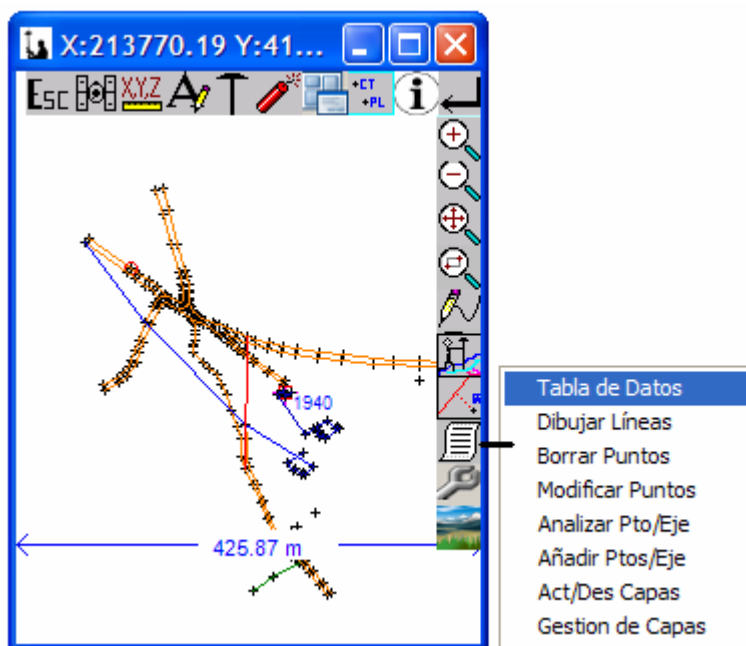 X:213770.19 Y:41...
Esc X,Y,Z A T +CT +PL i
1940
425.87 m
Tabla de Datos
Dibujar Líneas
Borrar Puntos
Modificar Puntos
Analizar Pto/Eje
Añadir Ptos/Eje
Act/Des Capas
Gestion de Capas